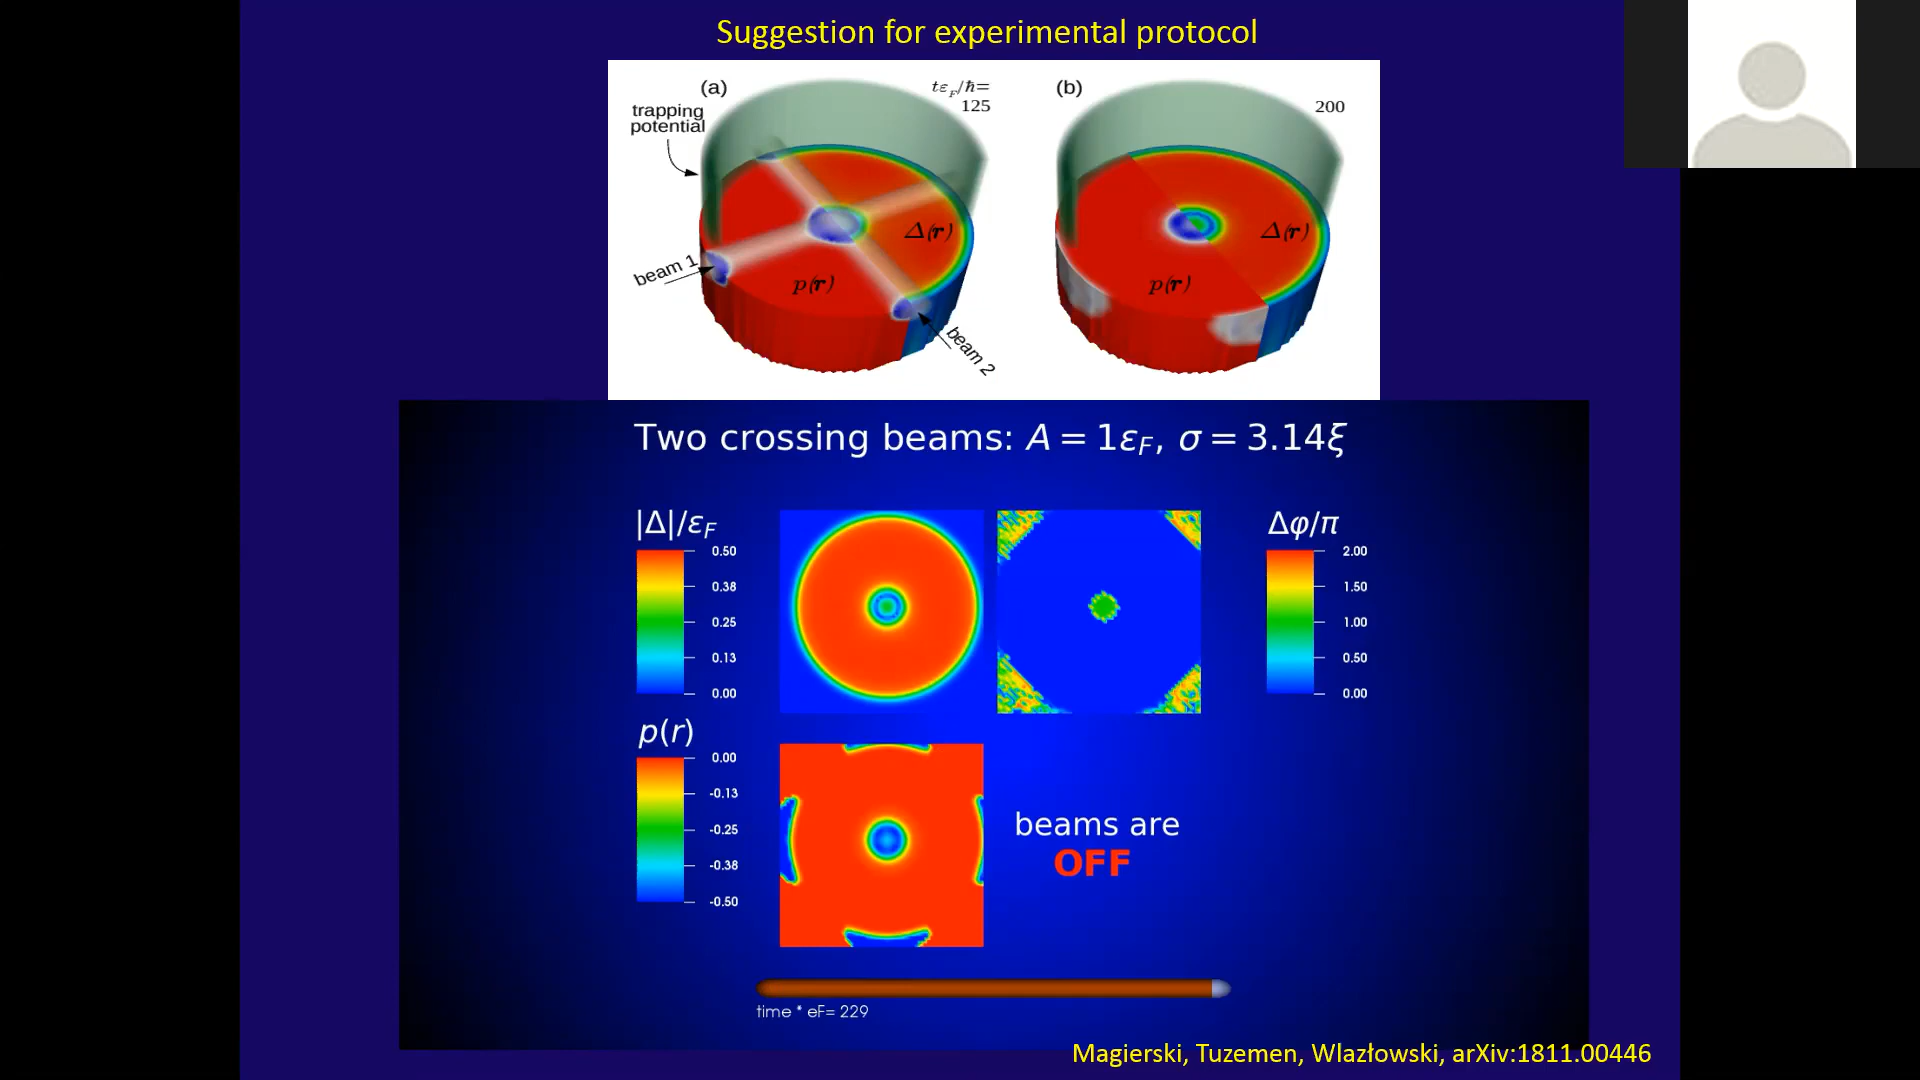 Suggestion for experimental protocol
(a)
tεF/ħ=
125
trapping
potential
Δ(r)
p(r)
beam 1
beam 2
(b)
200
Δ(r)
p(r)
Two crossing beams: A = 1εF, σ = 3.14ξ
|Δ|/εF
0.50
0.38
0.25
0.13
0.00
Δφ/π
2.00
1.50
1.00
0.50
0.00
p(r)
0.00
-0.13
-0.25
-0.38
-0.50
beams are
OFF
time * eF= 229
Magierski, Tuzemen, Wlazłowski, arXiv:1811.00446